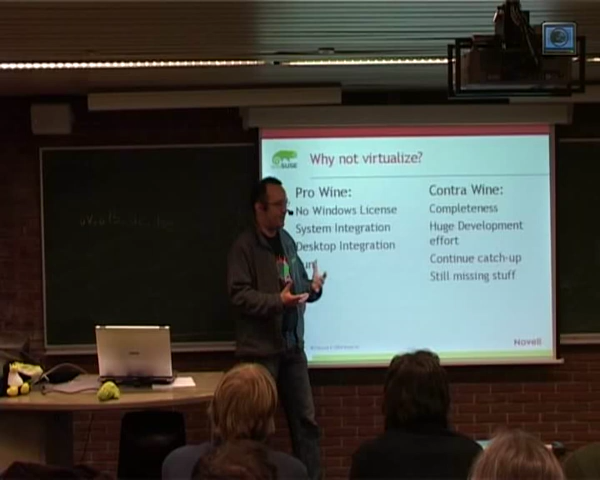 Why not virtualize?
Pro Wine:
No Windows License
System Integration
Desktop Integration
Contra Wine:
Completeness
Huge Development
effort
Continue catch-up
Still missing stuff
Novell